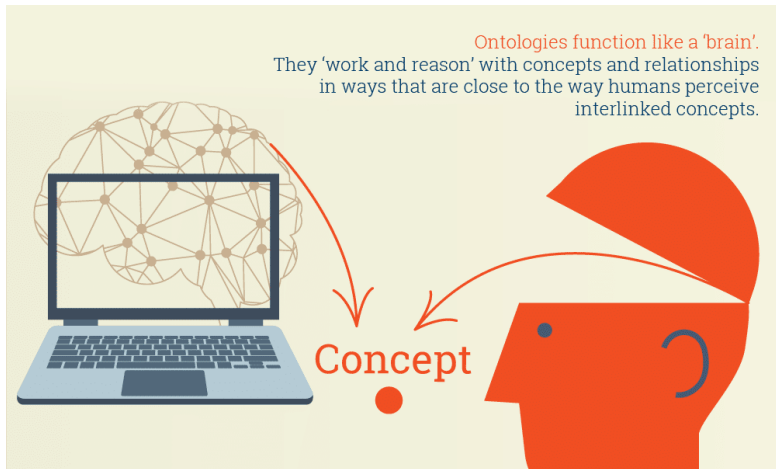 Ontologies function like a ‘brain’.
They ‘work and reason’ with concepts and relationships
in ways that are close to the way humans perceive
interlinked concepts.
Concept